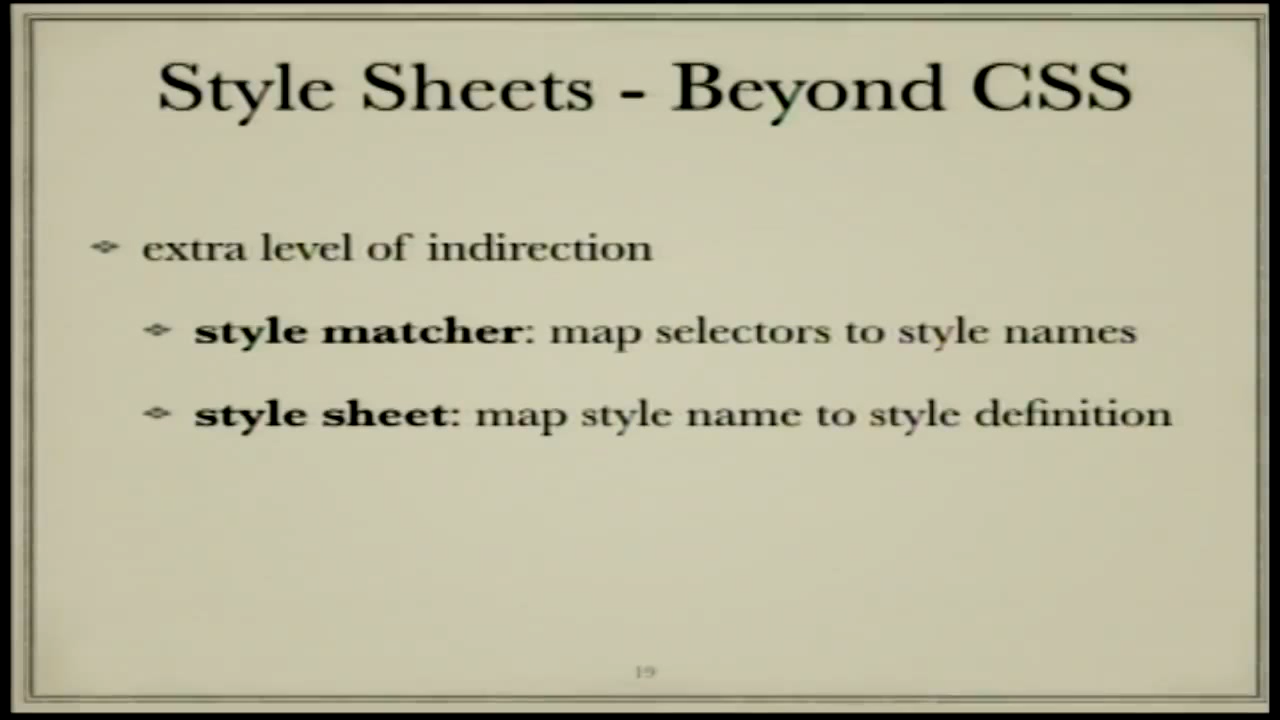 Style Sheets - Beyond CSS
extra level of indirection
style matcher: map selectors to style names
style sheet: map style name to style definition
19